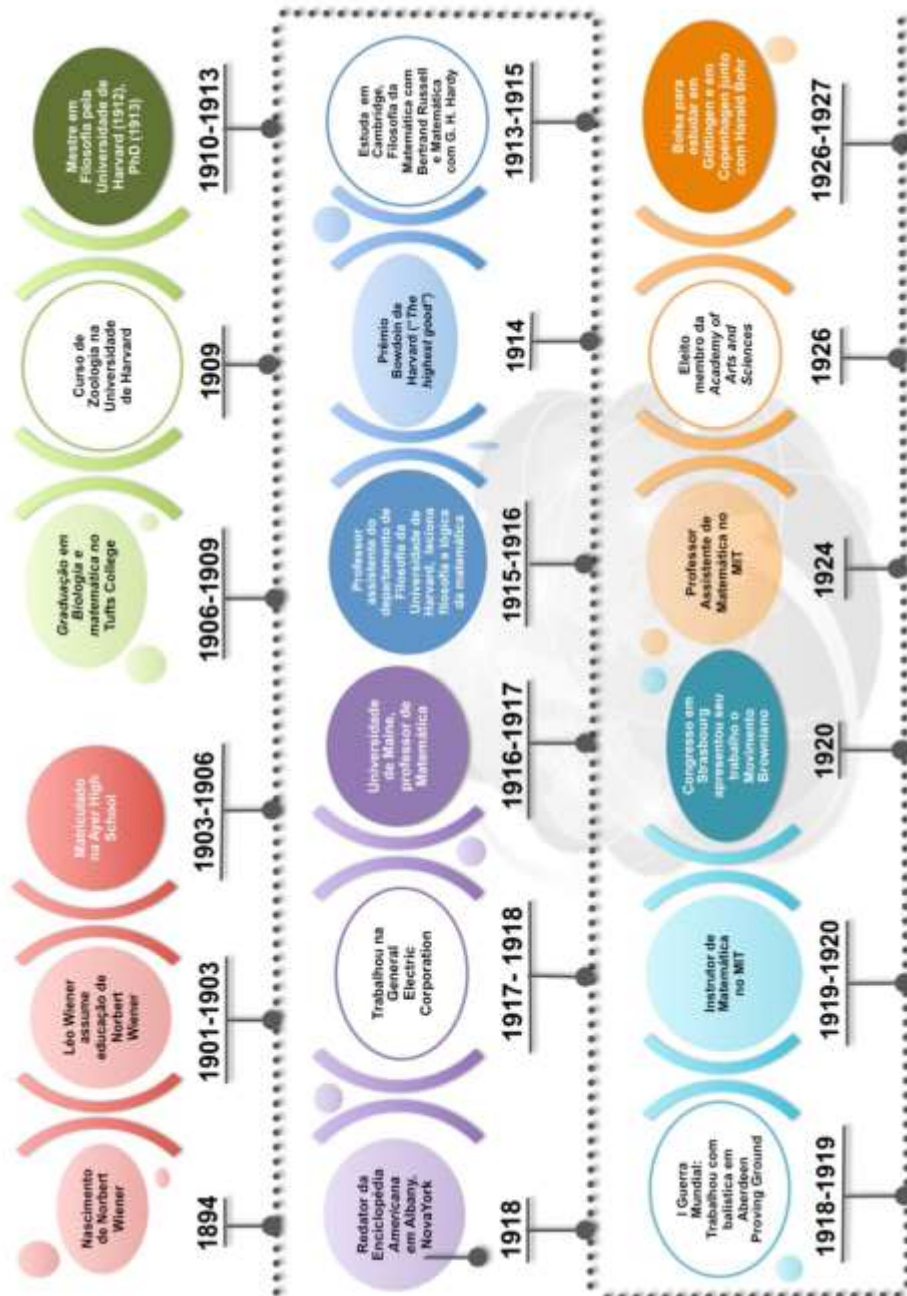 Nascimento
de Norbert
Wiener
1894
Léo Wiener
assume
educação de
Norbert
Wiener
1901-1903
Matriculado
na Ayer High
School
1903-1906
Graduação em
Biologia e
matemática no
Tufts College
1906-1909
Curso de
Zoologia na
Universidade
de Harvard
1909
Mestre em
Filosofia pela
Universidade de
Harvard (1912),
PhD (1913)
1910-1913
Estuda em
Cambridge,
Filosofia da
Matemática com
Bertrand Russell
e Matemática
com G. H. Hardy
1913-1915
Prêmio
Bowdoin da
Harvard ("The
highest good")
1914
Professor
assistente do
departamento de
Filosofia da
Universidade de
Harvard, leciona
filosofia e lógica
da matemática
1915-1916
Universidade
de Maine,
professor de
Matemática
1916-1917
Trabalhou na
General
Electric
Corporation
1917- 1918
Redator da
Enciclopédia
Americana
em Albany,
NovaYork
1918
I Guerra
Mundial:
Trabalhou com
balística em
Aberdeen
Proving Ground
1918-1919
Instrutor de
Matemática
no MIT
1919-1920
Congresso em
Strasbourg
apresentou seu
trabalho o
Movimento
Browniano
1920
Professor
Assistente de
Matemática no
MIT
1924
Eleito
membro da
Academy of
Arts and
Sciences
1926
Bolsa para
estudar em
Göttingen e em
Copenhagen junto
com Harald Bohr
1926-1927